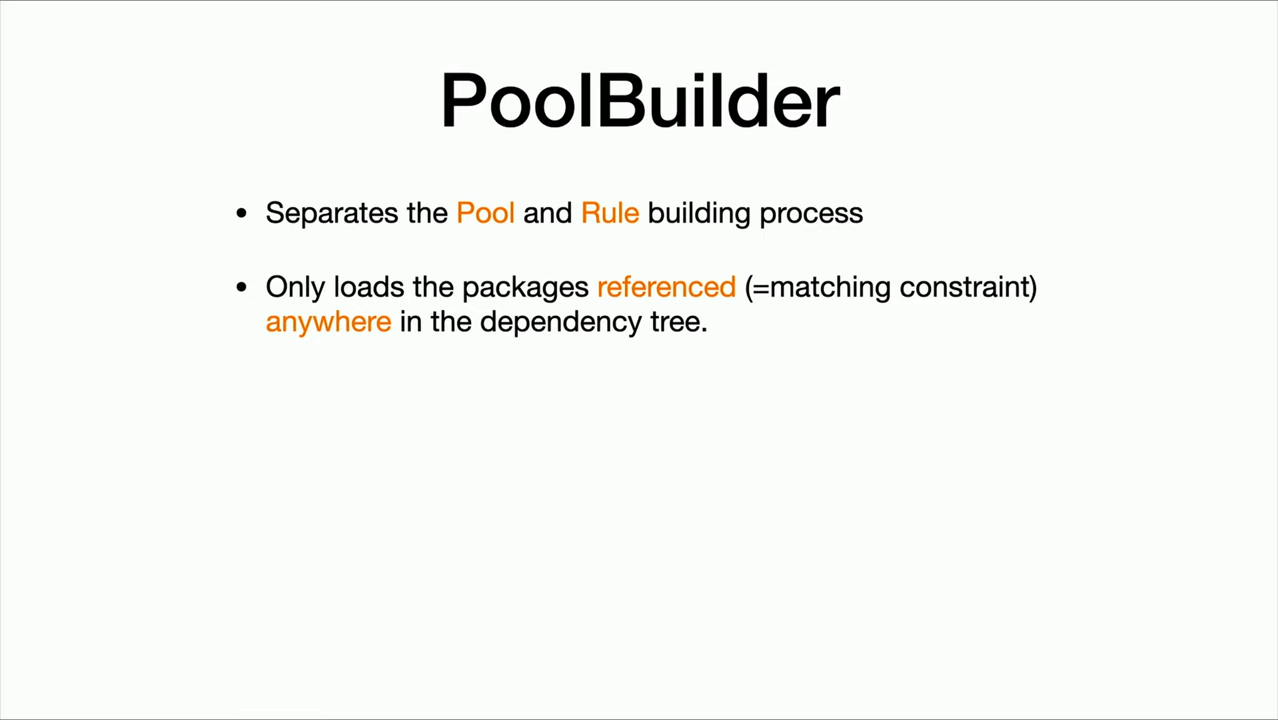 PoolBuilder
• Separates the Pool and Rule building process
• Only loads the packages referenced (=matching constraint)
anywhere in the dependency tree.